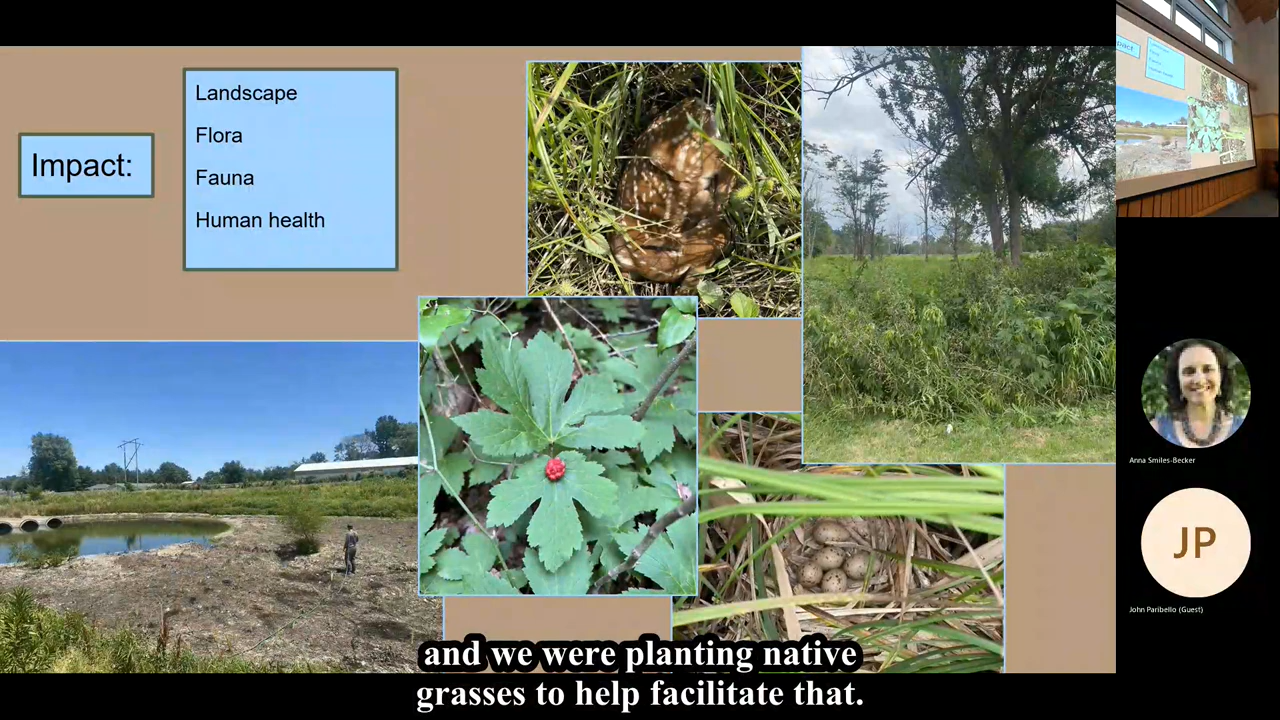 Impact:
Landscape
Flora
Fauna
Human health
Anna Smiles-Becker
JP
John Paribello (Guest)
and we were planting native
grasses to help facilitate that.